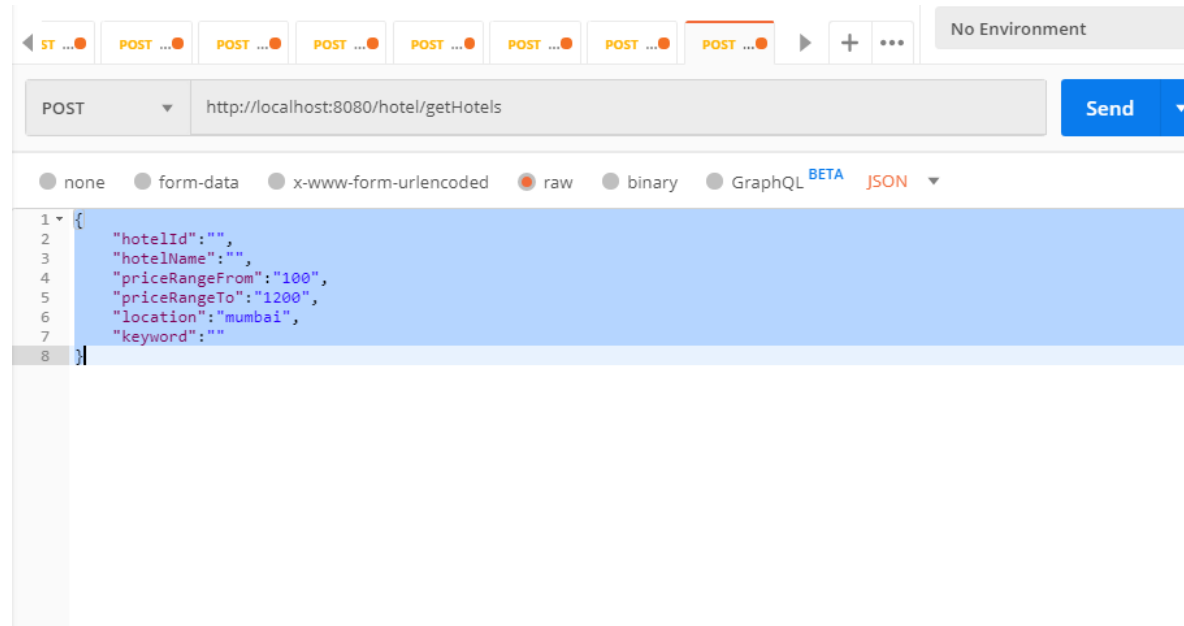 ST ... POST ... POST ... POST ... POST ... POST ... POST ... POST ... + ... No Environment
POST http://localhost:8080/hotel/getHotels Send
none form-data x-www-form-urlencoded raw binary GraphQL BETA JSON
1 {
2 "hotelId":"",
3 "hotelName":"",
4 "priceRangeFrom":"100",
5 "priceRangeTo":"1200",
6 "location":"mumbai",
7 "keyword":""
8 }